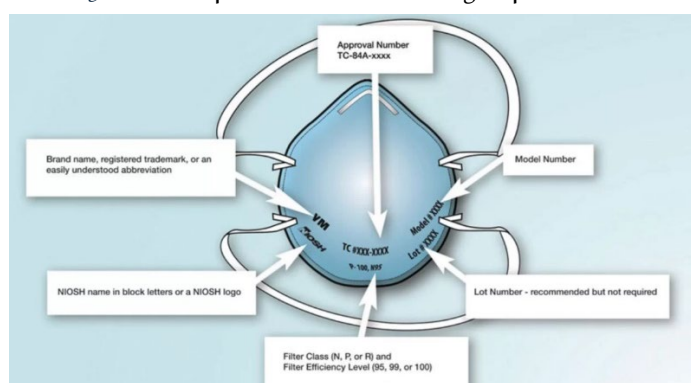 Approval Number
TC-84A-xxxx
Brand name, registered trademark, or an
easily understood abbreviation
Model Number
VM
NIOSH
TC #XXX-XXXX
Model # XXX
Lot # XXXX
NIOSH name in block letters or a NIOSH logo
Lot Number - recommended but not required
Filter Class (N, P, or R) and
Filter Efficiency Level (95, 99, or 100)